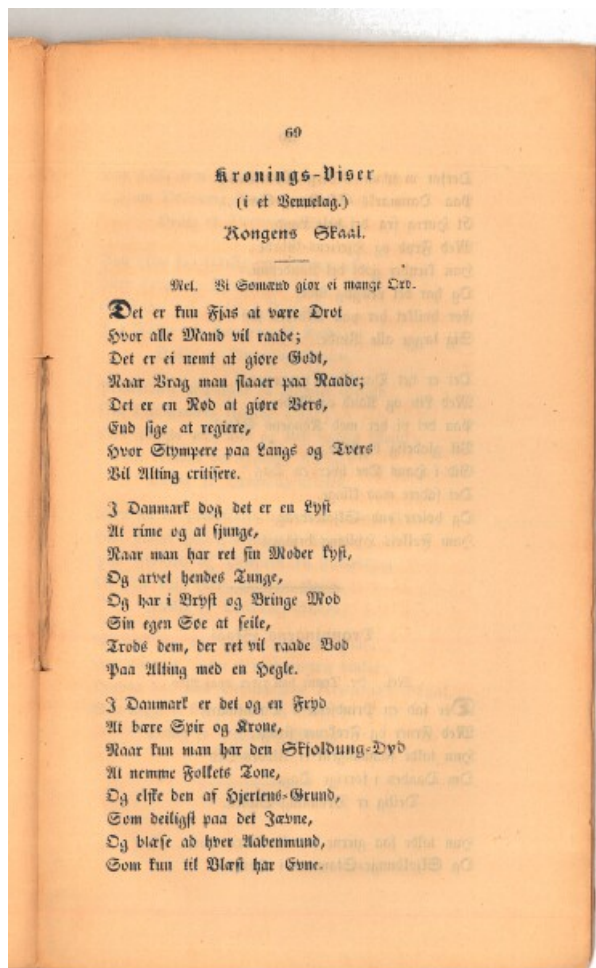 69
Kronings-Viser
(i et Vennelag.)
Kongens Skaal.
Mel. Vi Sømænd giør ei mange Ord.
Det er kun Fjas at være Drot
Hvor alle Mand vil raade;
Det er ei nemt at giøre Godt,
Naar Vrag man slaaer paa Naade;
Det er en Nød at giøre Vers,
End sige at regiere,
Hvor Stympere paa Langs og Tvers
Vil Alting critisere.
I Danmark dog det er en Lyst
At rime og at sjunge,
Naar man har ret sin Moder kyst,
Og arvet hendes Tunge,
Og har i Bryst og Bringe Mod
Sin egen Søe at seile,
Trods dem, der ret vil raade Bod
Paa Alting med en Hegle.
I Danmark er det og en Fryd
At bære Spir og Krone,
Naar kun man har den Skjoldung-Dyd
At nemme Folkets Tone,
Og elske den af Hjertens-Grund,
Som deiligst paa det Jævne,
Og blæse ad hver Aabenmund,
Som kun til Blæst har Evne.